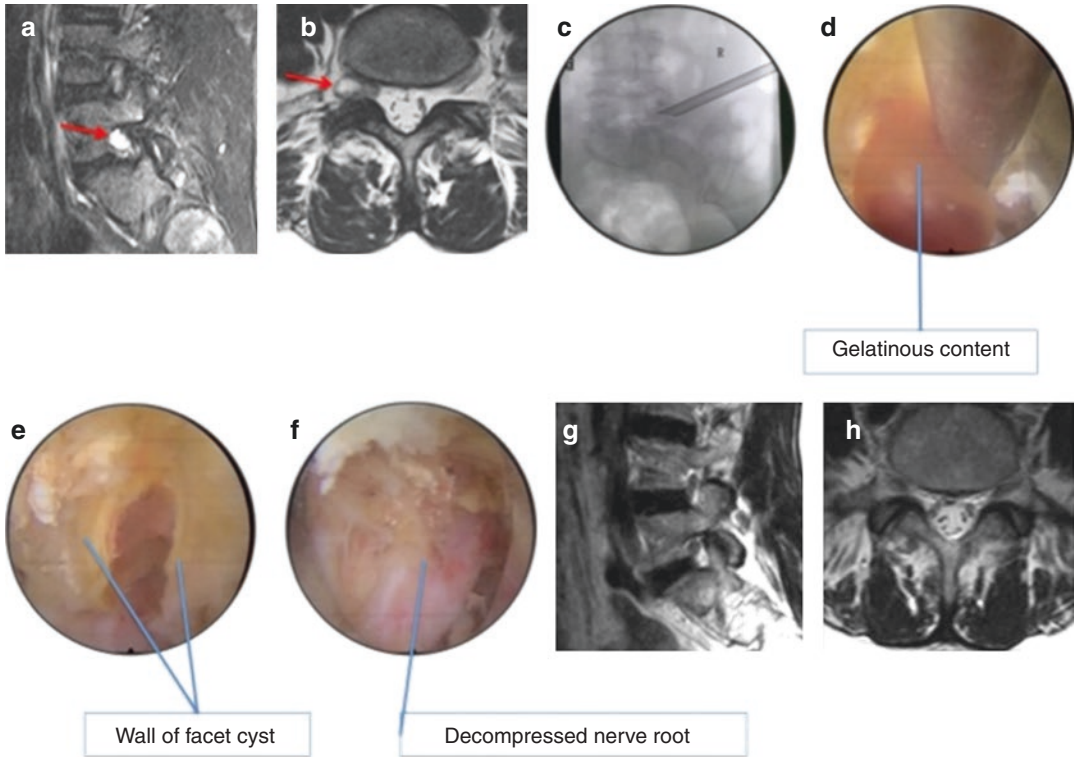 a
b
c
R
d
Gelatinous content
e
f
g
h
Wall of facet cyst
Decompressed nerve root